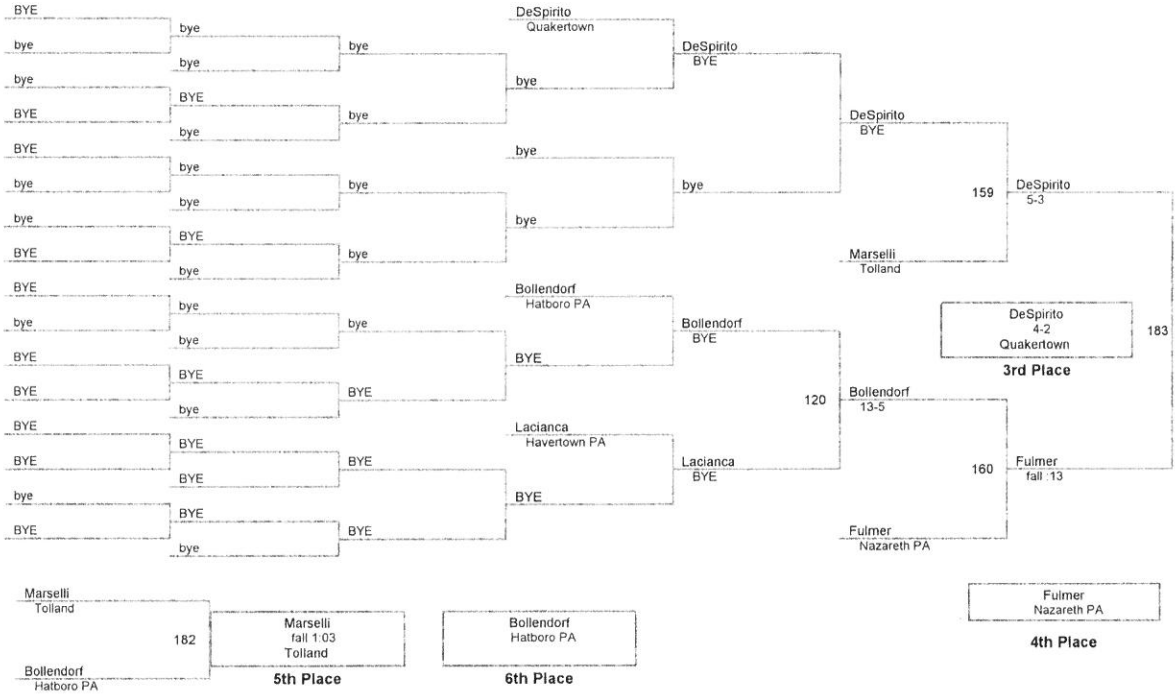 BYE
bye
bye
BYE
BYE
bye
bye
BYE
BYE
bye
BYE
BYE
BYE
BYE
bye
BYE
bye
bye
BYE
bye
bye
bye
BYE
bye
bye
bye
BYE
bye
BYE
BYE
BYE
bye
bye
bye
bye
bye
bye
BYE
BYE
BYE
DeSpirito
Quakertown
bye
bye
bye
Bollendorf
Hatboro PA
BYE
Lacianca
Havertown PA
BYE
DeSpirito
BYE
bye
Bollendorf
BYE
120
Lacianca
BYE
DeSpirito
BYE
159
Marselli
Tolland
Bollendorf
13-5
160
Fulmer
Nazareth PA
DeSpirito
5-3
183
Fulmer
fall :13
DeSpirito
4-2
Quakertown
3rd Place
Marselli
Tolland
182
Bollendorf
Hatboro PA
Marselli
fall 1:03
Tolland
5th Place
Bollendorf
Hatboro PA
6th Place
Fulmer
Nazareth PA
4th Place